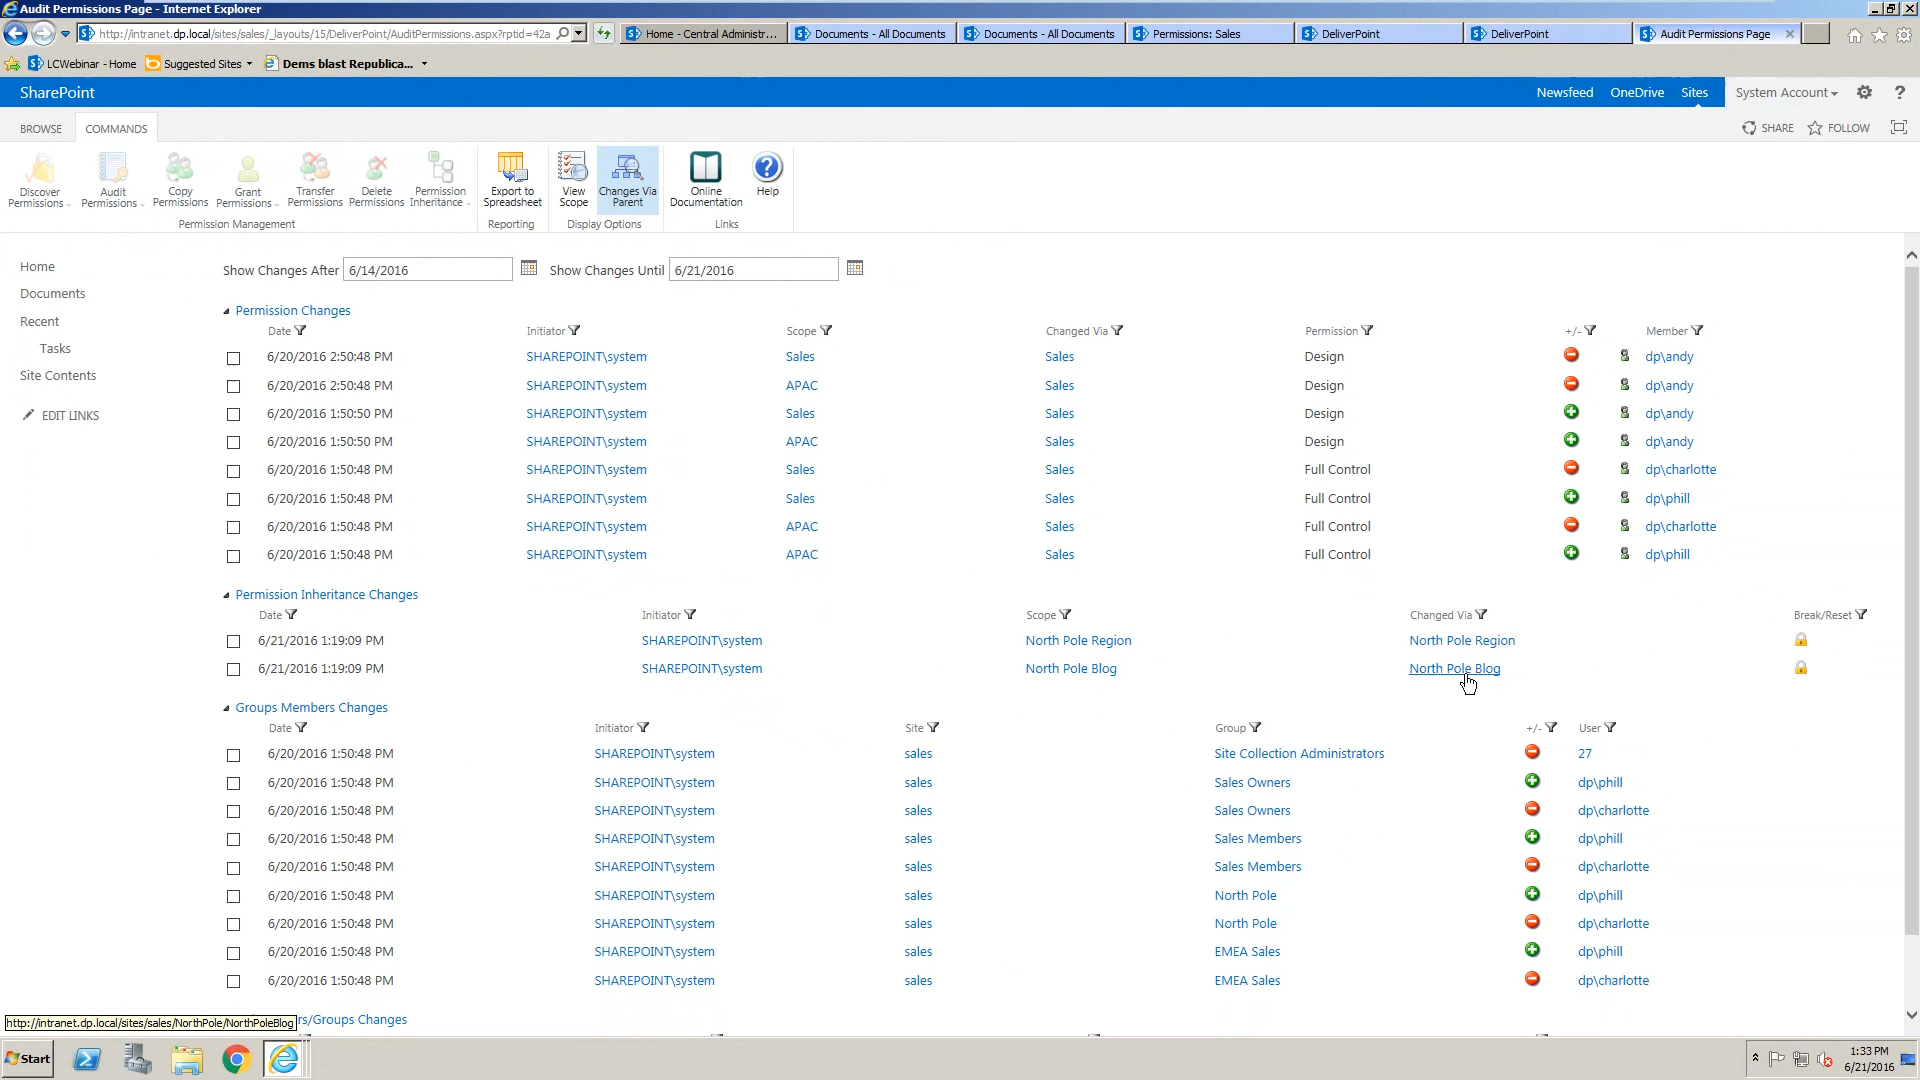 Audit Permissions Page - Internet Explorer
http://intranet.dp.local/sites/sales/_layouts/15/DeliverPoint/AuditPermissions.aspx?rptid=42a
Home - Central Administr...
Documents - All Documents
Documents - All Documents
Permissions: Sales
DeliverPoint
DeliverPoint
Audit Permissions Page
LCWebinar - Home
Suggested Sites
Dems blast Republica...
SharePoint
Newsfeed OneDrive Sites
System Account
?
BROWSE COMMANDS
SHARE FOLLOW
Discover Permissions
Audit Permissions
Copy Permissions
Grant Permissions
Transfer Permissions
Delete Permissions
Permission Inheritance
Export to Spreadsheet
View Scope
Changes Via Parent
Online Documentation
Help
Permission Management Reporting Display Options Links
Home
Documents
Recent
Tasks
Site Contents
EDIT LINKS
Show Changes After 6/14/2016 Show Changes Until 6/21/2016
Permission Changes
Date Initiator Scope Changed Via Permission +/- Member
6/20/2016 2:50:48 PM SHAREPOINT\system Sales Sales Design dp\andy
6/20/2016 2:50:48 PM SHAREPOINT\system APAC Sales Design dp\andy
6/20/2016 1:50:50 PM SHAREPOINT\system Sales Sales Design dp\andy
6/20/2016 1:50:50 PM SHAREPOINT\system APAC Sales Design dp\andy
6/20/2016 1:50:48 PM SHAREPOINT\system Sales Sales Full Control dp\charlotte
6/20/2016 1:50:48 PM SHAREPOINT\system Sales Sales Full Control dp\phill
6/20/2016 1:50:48 PM SHAREPOINT\system APAC Sales Full Control dp\charlotte
6/20/2016 1:50:48 PM SHAREPOINT\system APAC Sales Full Control dp\phill
Permission Inheritance Changes
Date Initiator Scope Changed Via Break/Reset
6/21/2016 1:19:09 PM SHAREPOINT\system North Pole Region North Pole Region
6/21/2016 1:19:09 PM SHAREPOINT\system North Pole Blog North Pole Blog
Groups Members Changes
Date Initiator Site Group +/- User
6/20/2016 1:50:48 PM SHAREPOINT\system sales Site Collection Administrators 27
6/20/2016 1:50:48 PM SHAREPOINT\system sales Sales Owners dp\phill
6/20/2016 1:50:48 PM SHAREPOINT\system sales Sales Owners dp\charlotte
6/20/2016 1:50:48 PM SHAREPOINT\system sales Sales Members dp\phill
6/20/2016 1:50:48 PM SHAREPOINT\system sales Sales Members dp\charlotte
6/20/2016 1:50:48 PM SHAREPOINT\system sales North Pole dp\phill
6/20/2016 1:50:48 PM SHAREPOINT\system sales North Pole dp\charlotte
6/20/2016 1:50:48 PM SHAREPOINT\system sales EMEA Sales dp\phill
6/20/2016 1:50:48 PM SHAREPOINT\system sales EMEA Sales dp\charlotte
http://intranet.dp.local/sites/sales/NorthPole/NorthPoleBlog
rs/Groups Changes
Start
1:33 PM
6/21/2016